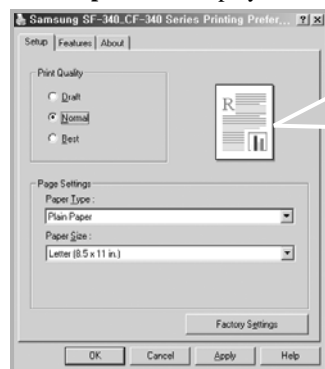 Samsung SF-340_CF-340 Series Printing Prefer...
Setup Features About
Print Quality
Draft
Normal
Best
R
Page Settings
Paper Type :
Plain Paper
Paper Size :
Letter (8.5 x 11 in.)
Factory Settings
OK Cancel Apply Help